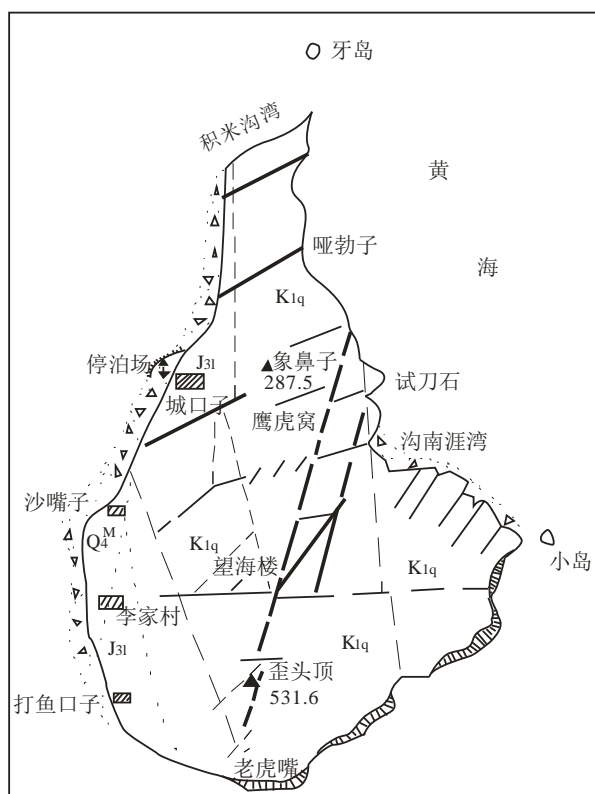 牙岛
积米沟湾
黄
海
哑勃子
K1q
停泊场
J3l
象鼻子
287.5
试刀石
城口子
鹰虎窝
沟南涯湾
沙嘴子
Q4M
K1q
望海楼
K1q
小岛
李家村
J3l
K1q
歪头顶
531.6
打鱼口子
老虎嘴